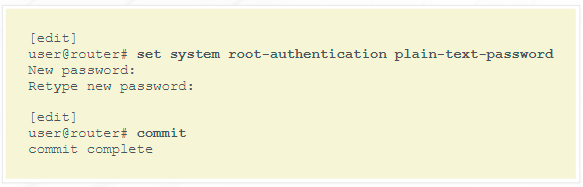 [edit]
user@router# set system root-authentication plain-text-password
New password:
Retype new password:
[edit]
user@router# commit
commit complete